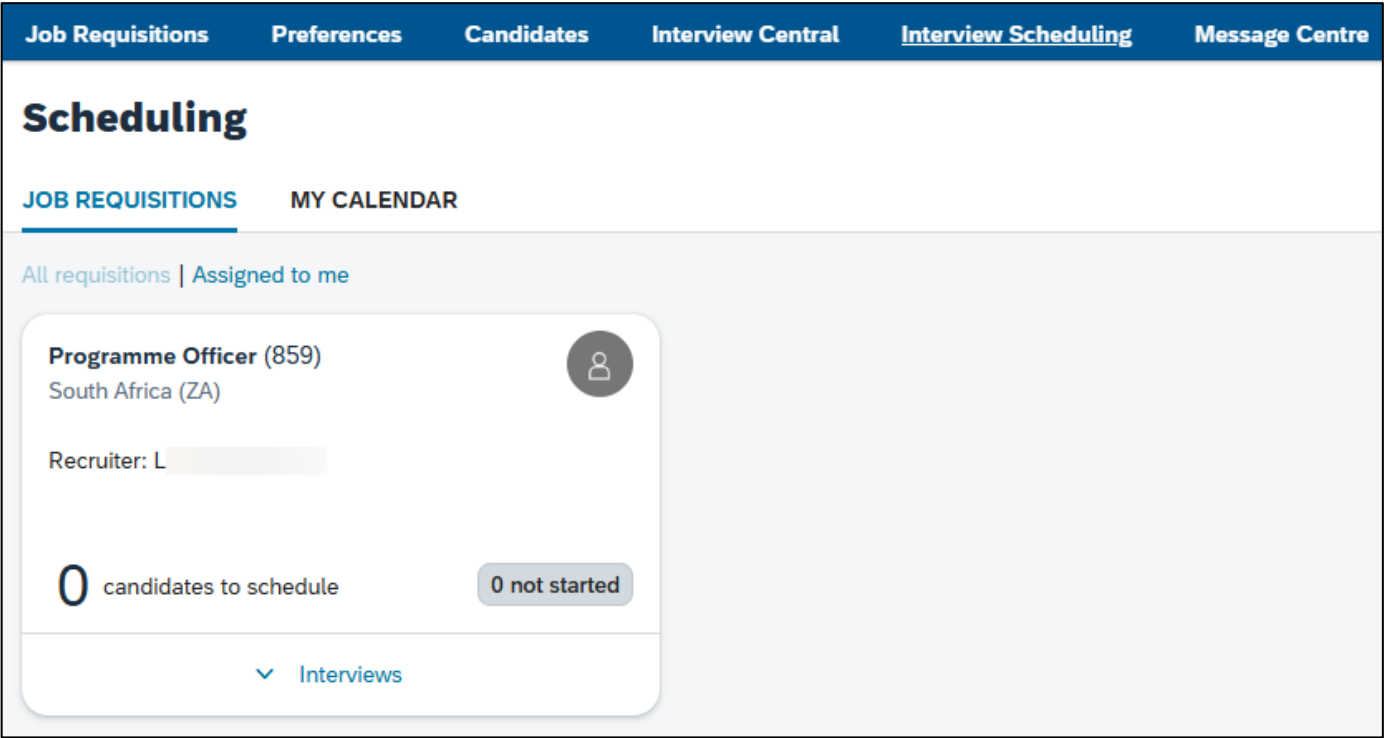 Job Requisitions Preferences Candidates Interview Central Interview Scheduling Message Centre
Scheduling
JOB REQUISITIONS MY CALENDAR
All requisitions | Assigned to me
Programme Officer (859)
South Africa (ZA)
Recruiter: L
0 candidates to schedule 0 not started
Interviews